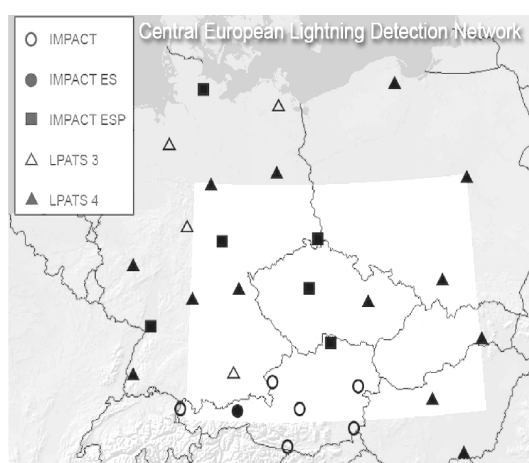 Central European Lightning Detection Network
IMPACT
IMPACT ES
IMPACT ESP
LPATS 3
LPATS 4